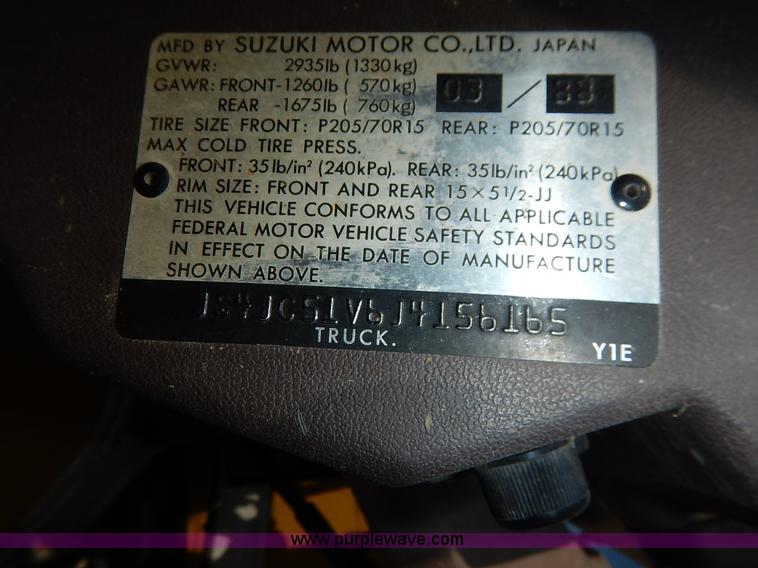 MFD BY SUZUKI MOTOR CO.,LTD. JAPAN
GVWR: 2935lb (1330kg)
GAWR: FRONT-1260lb ( 570kg) 03 / 88
REAR -1675lb ( 760kg)
TIRE SIZE FRONT: P205/70R15 REAR: P205/70R15
MAX COLD TIRE PRESS.
FRONT: 35lb/in² (240kPa). REAR: 35lb/in² (240kPa)
RIM SIZE: FRONT AND REAR 15×5 1/2-JJ
THIS VEHICLE CONFORMS TO ALL APPLICABLE
FEDERAL MOTOR VEHICLE SAFETY STANDARDS
IN EFFECT ON THE DATE OF MANUFACTURE
SHOWN ABOVE.
JS4JC51V6J4156165
TRUCK.
Y1E
www.purplewave.com